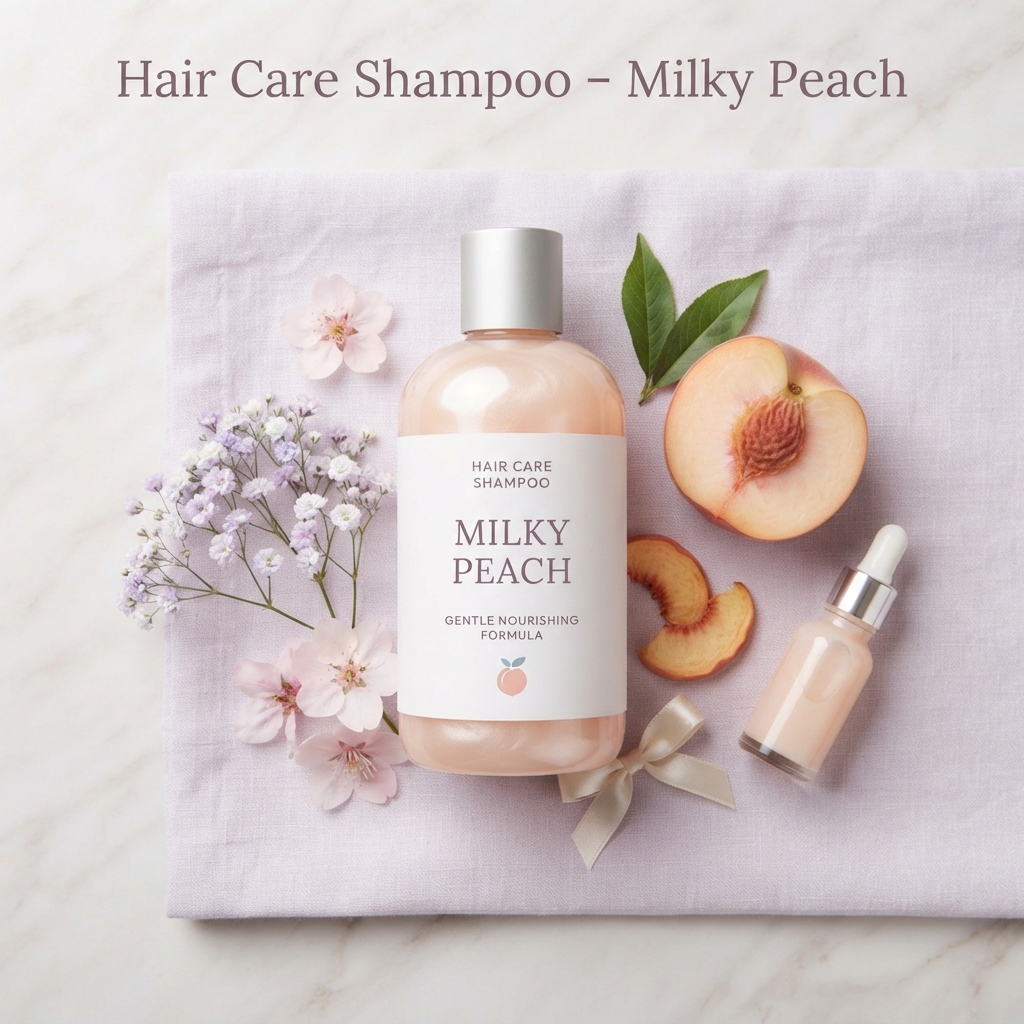 Hair Care Shampoo – Milky Peach
HAIR CARE
SHAMPOO
MILKY
PEACH
GENTLE NOURISHING
FORMULA